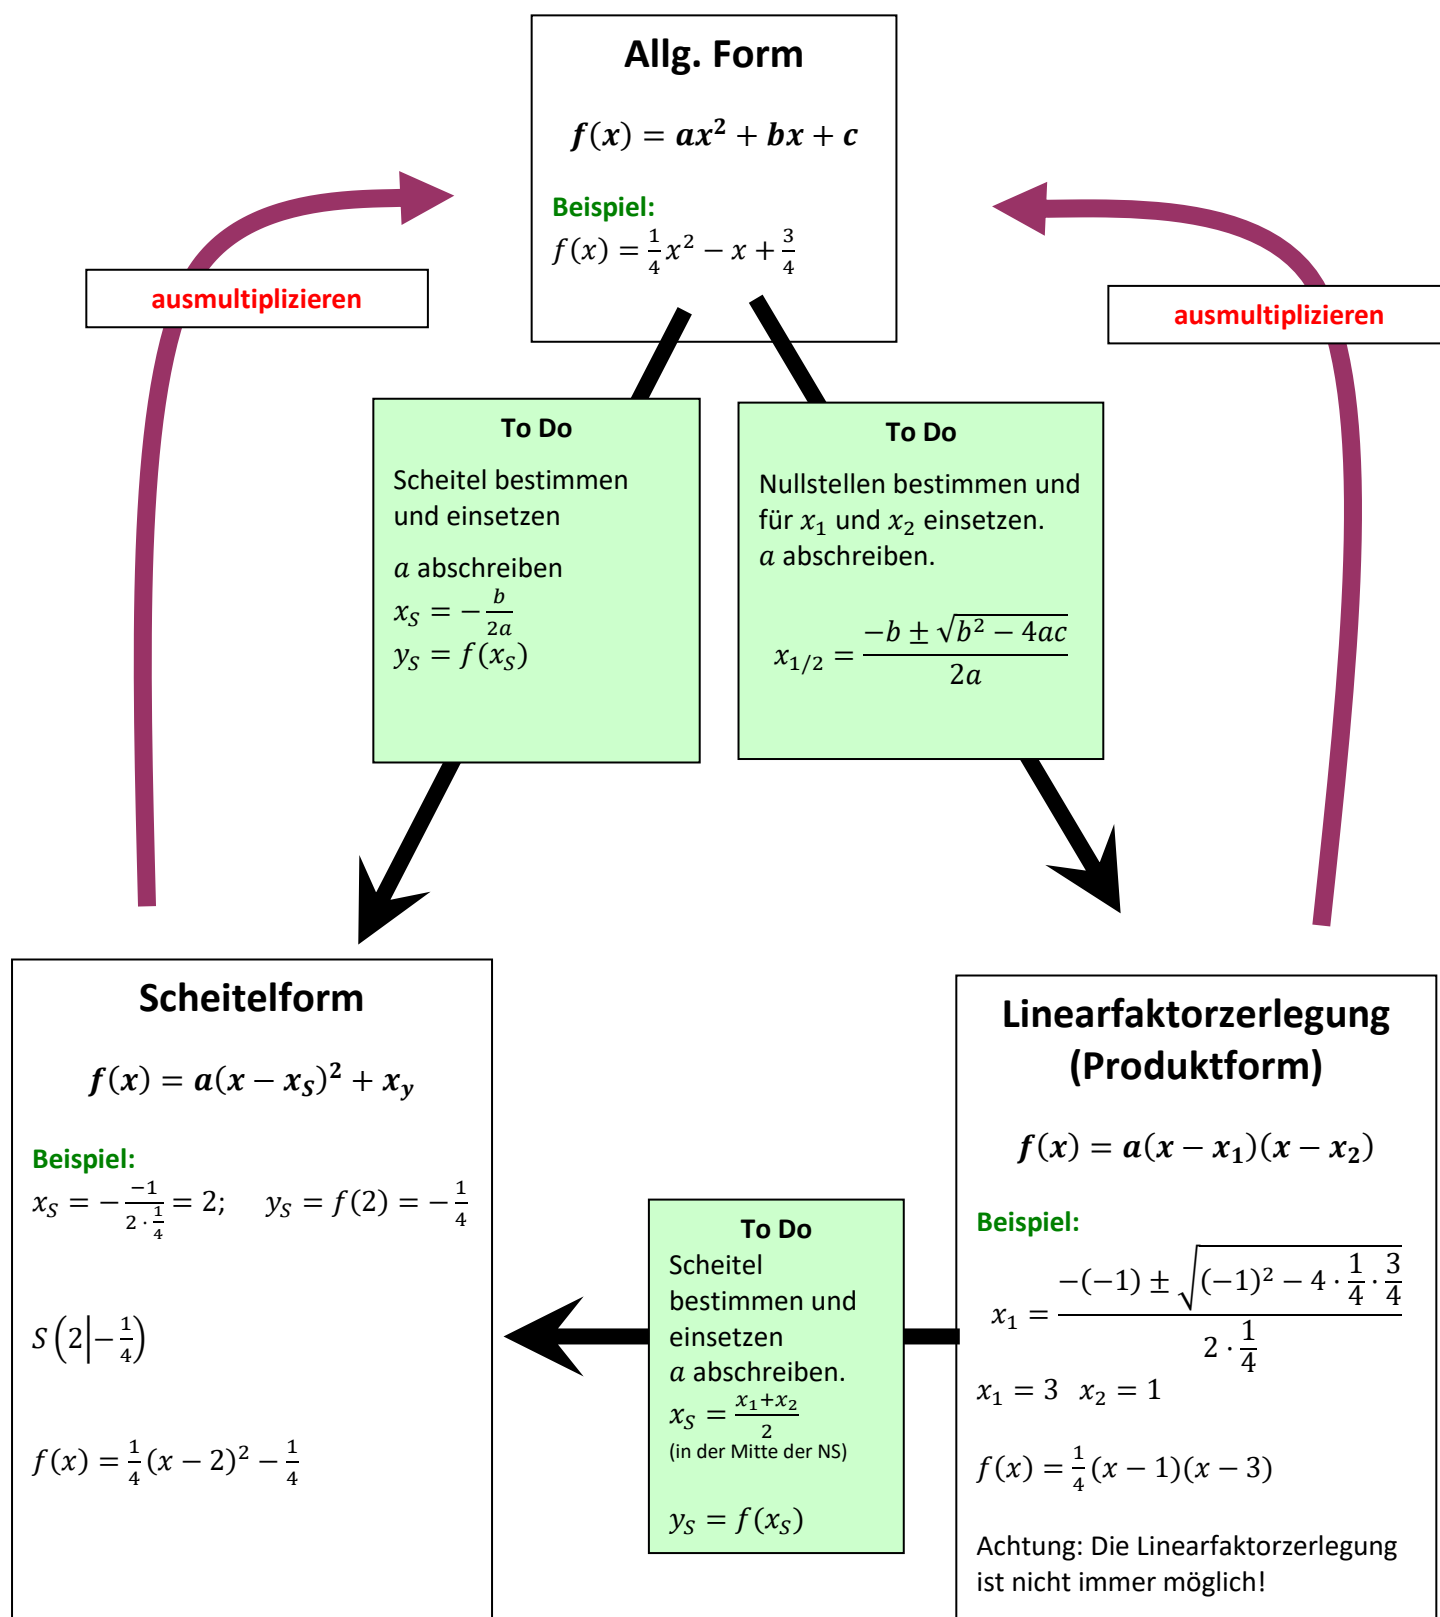 Allg. Form
f(x) = ax² + bx + c
Beispiel:
f(x) = 1/4 x² − x + 3/4
ausmultiplizieren
ausmultiplizieren
To Do
Scheitel bestimmen
und einsetzen
a abschreiben
x_S = − b/2a
y_S = f(x_S)
To Do
Nullstellen bestimmen und
für x₁ und x₂ einsetzen.
a abschreiben.
x_{1/2} = (−b ± √(b² − 4ac)) / 2a
Scheitelform
f(x) = a(x − x_S)² + x_y
Beispiel:
x_S = − (−1)/(2 · 1/4) = 2; y_S = f(2) = − 1/4
S (2|− 1/4)
f(x) = 1/4 (x − 2)² − 1/4
To Do
Scheitel
bestimmen und
einsetzen
a abschreiben.
x_S = (x₁+x₂)/2
(in der Mitte der NS)
y_S = f(x_S)
Linearfaktorzerlegung
(Produktform)
f(x) = a(x − x₁)(x − x₂)
Beispiel:
x₁ = (−(−1) ± √((−1)² − 4 · 1/4 · 3/4)) / (2 · 1/4)
x₁ = 3 x₂ = 1
f(x) = 1/4 (x − 1)(x − 3)
Achtung: Die Linearfaktorzerlegung
ist nicht immer möglich!